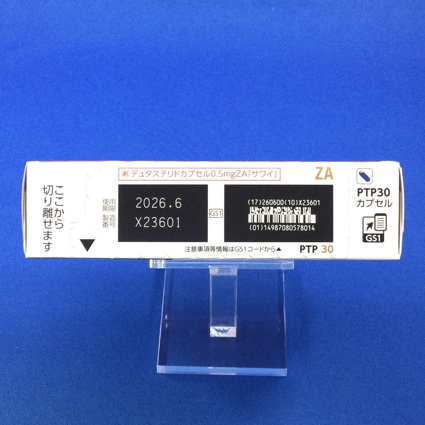 ここから
切り離せます
劇 デュタステリドカプセル0.5mgZA「サワイ」
ZA
使用
期限
2026.6
製造
番号
X23601
GS1
(17)260600(10)X23601
(01)14987080578014
注意事項等情報はGS1コードから▲
PTP 30
PTP30
カプセル
GS1